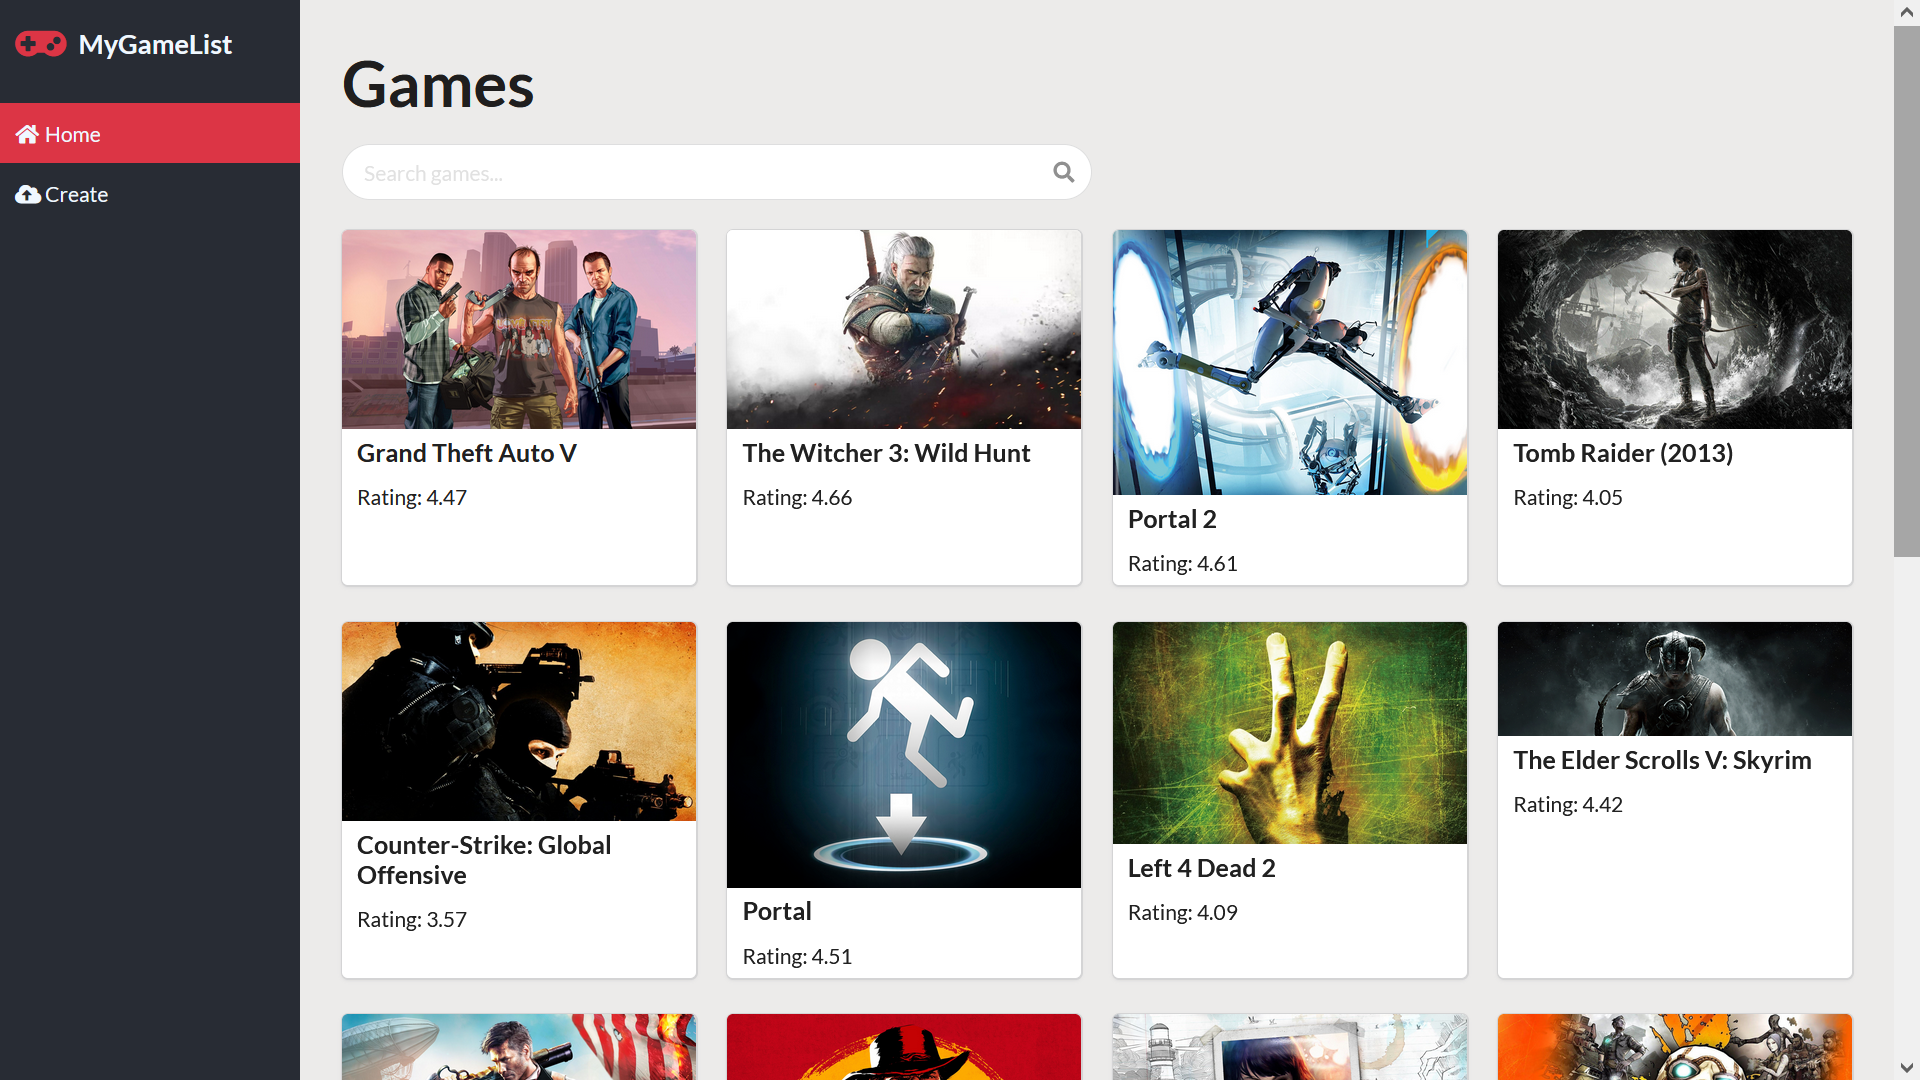 MyGameList
Home
Create
Games
Search games...
Grand Theft Auto V
Rating: 4.47
The Witcher 3: Wild Hunt
Rating: 4.66
Portal 2
Rating: 4.61
Tomb Raider (2013)
Rating: 4.05
Counter-Strike: Global
Offensive
Rating: 3.57
Portal
Rating: 4.51
Left 4 Dead 2
Rating: 4.09
The Elder Scrolls V: Skyrim
Rating: 4.42